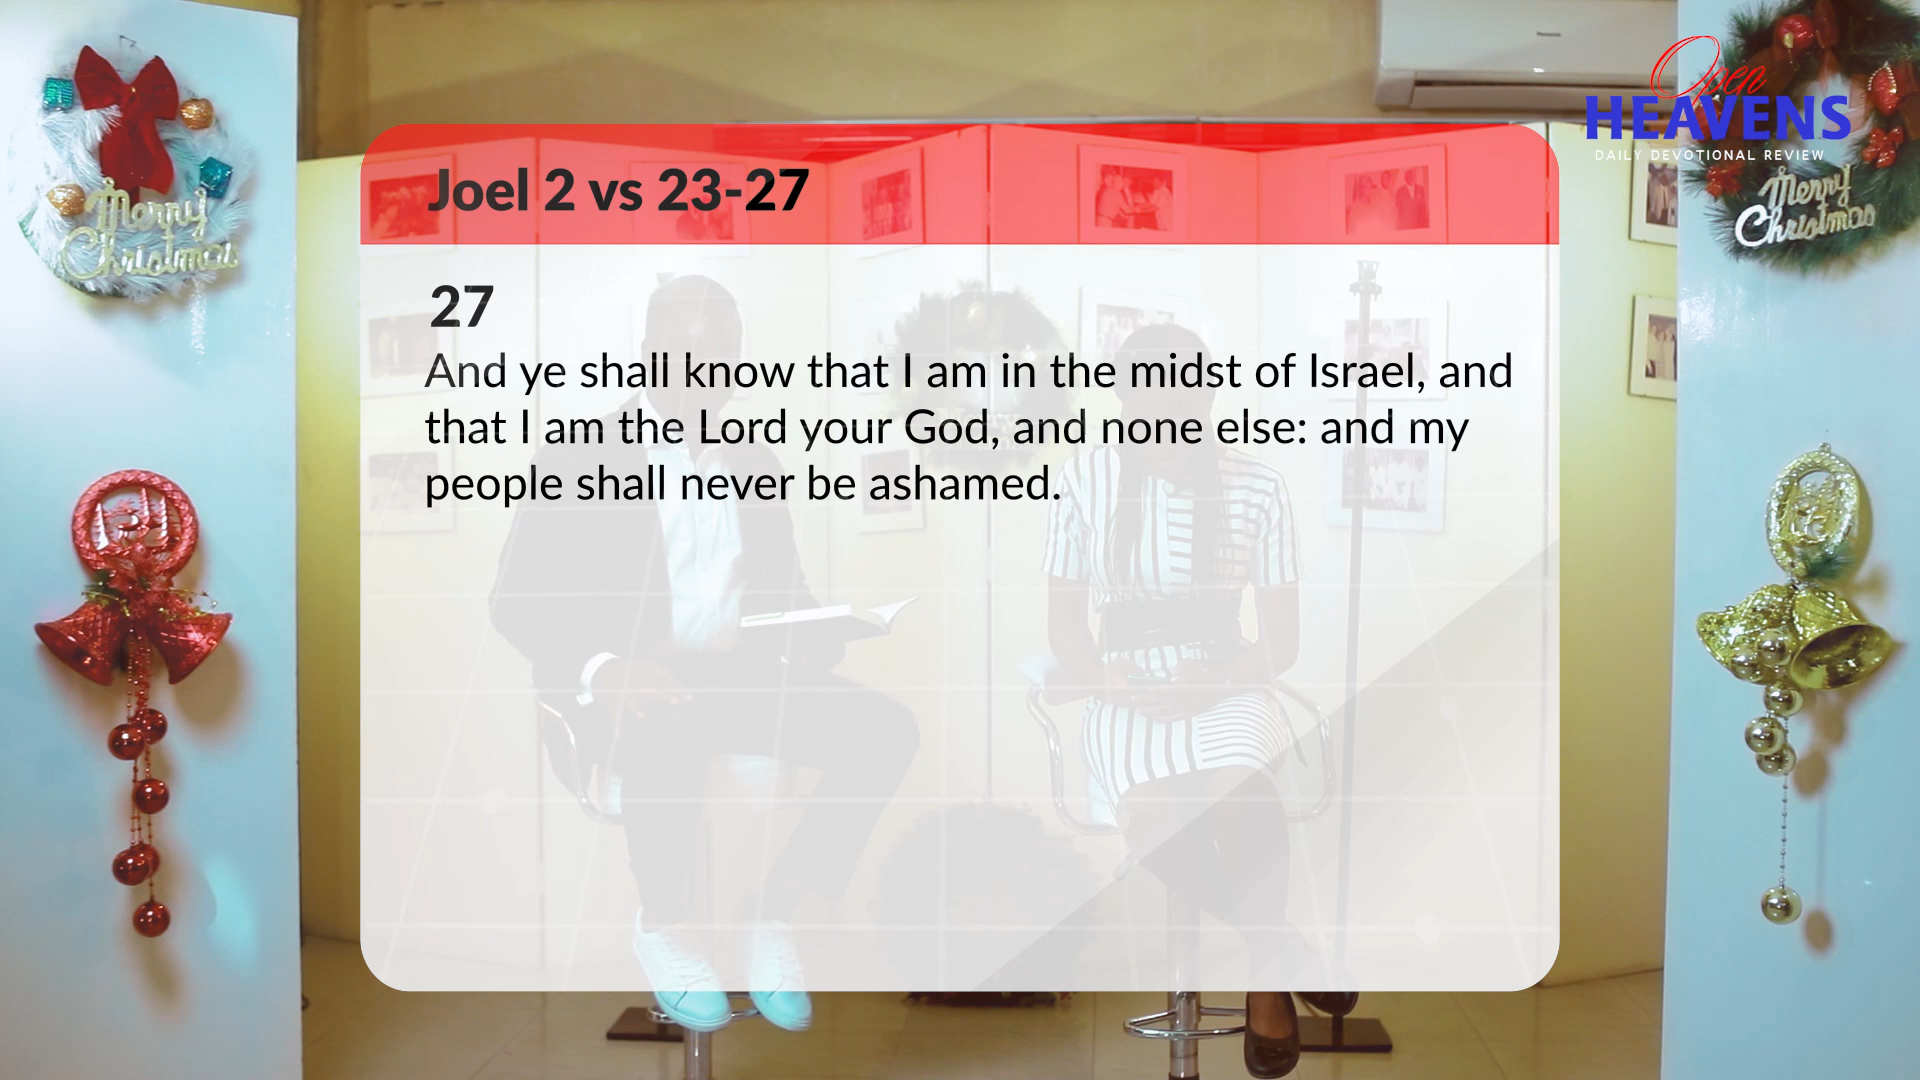 Open
HEAVENS
DAILY DEVOTIONAL REVIEW
Merry
Christmas
Merry
Christmas
Joel 2 vs 23-27
27
And ye shall know that I am in the midst of Israel, and
that I am the Lord your God, and none else: and my
people shall never be ashamed.